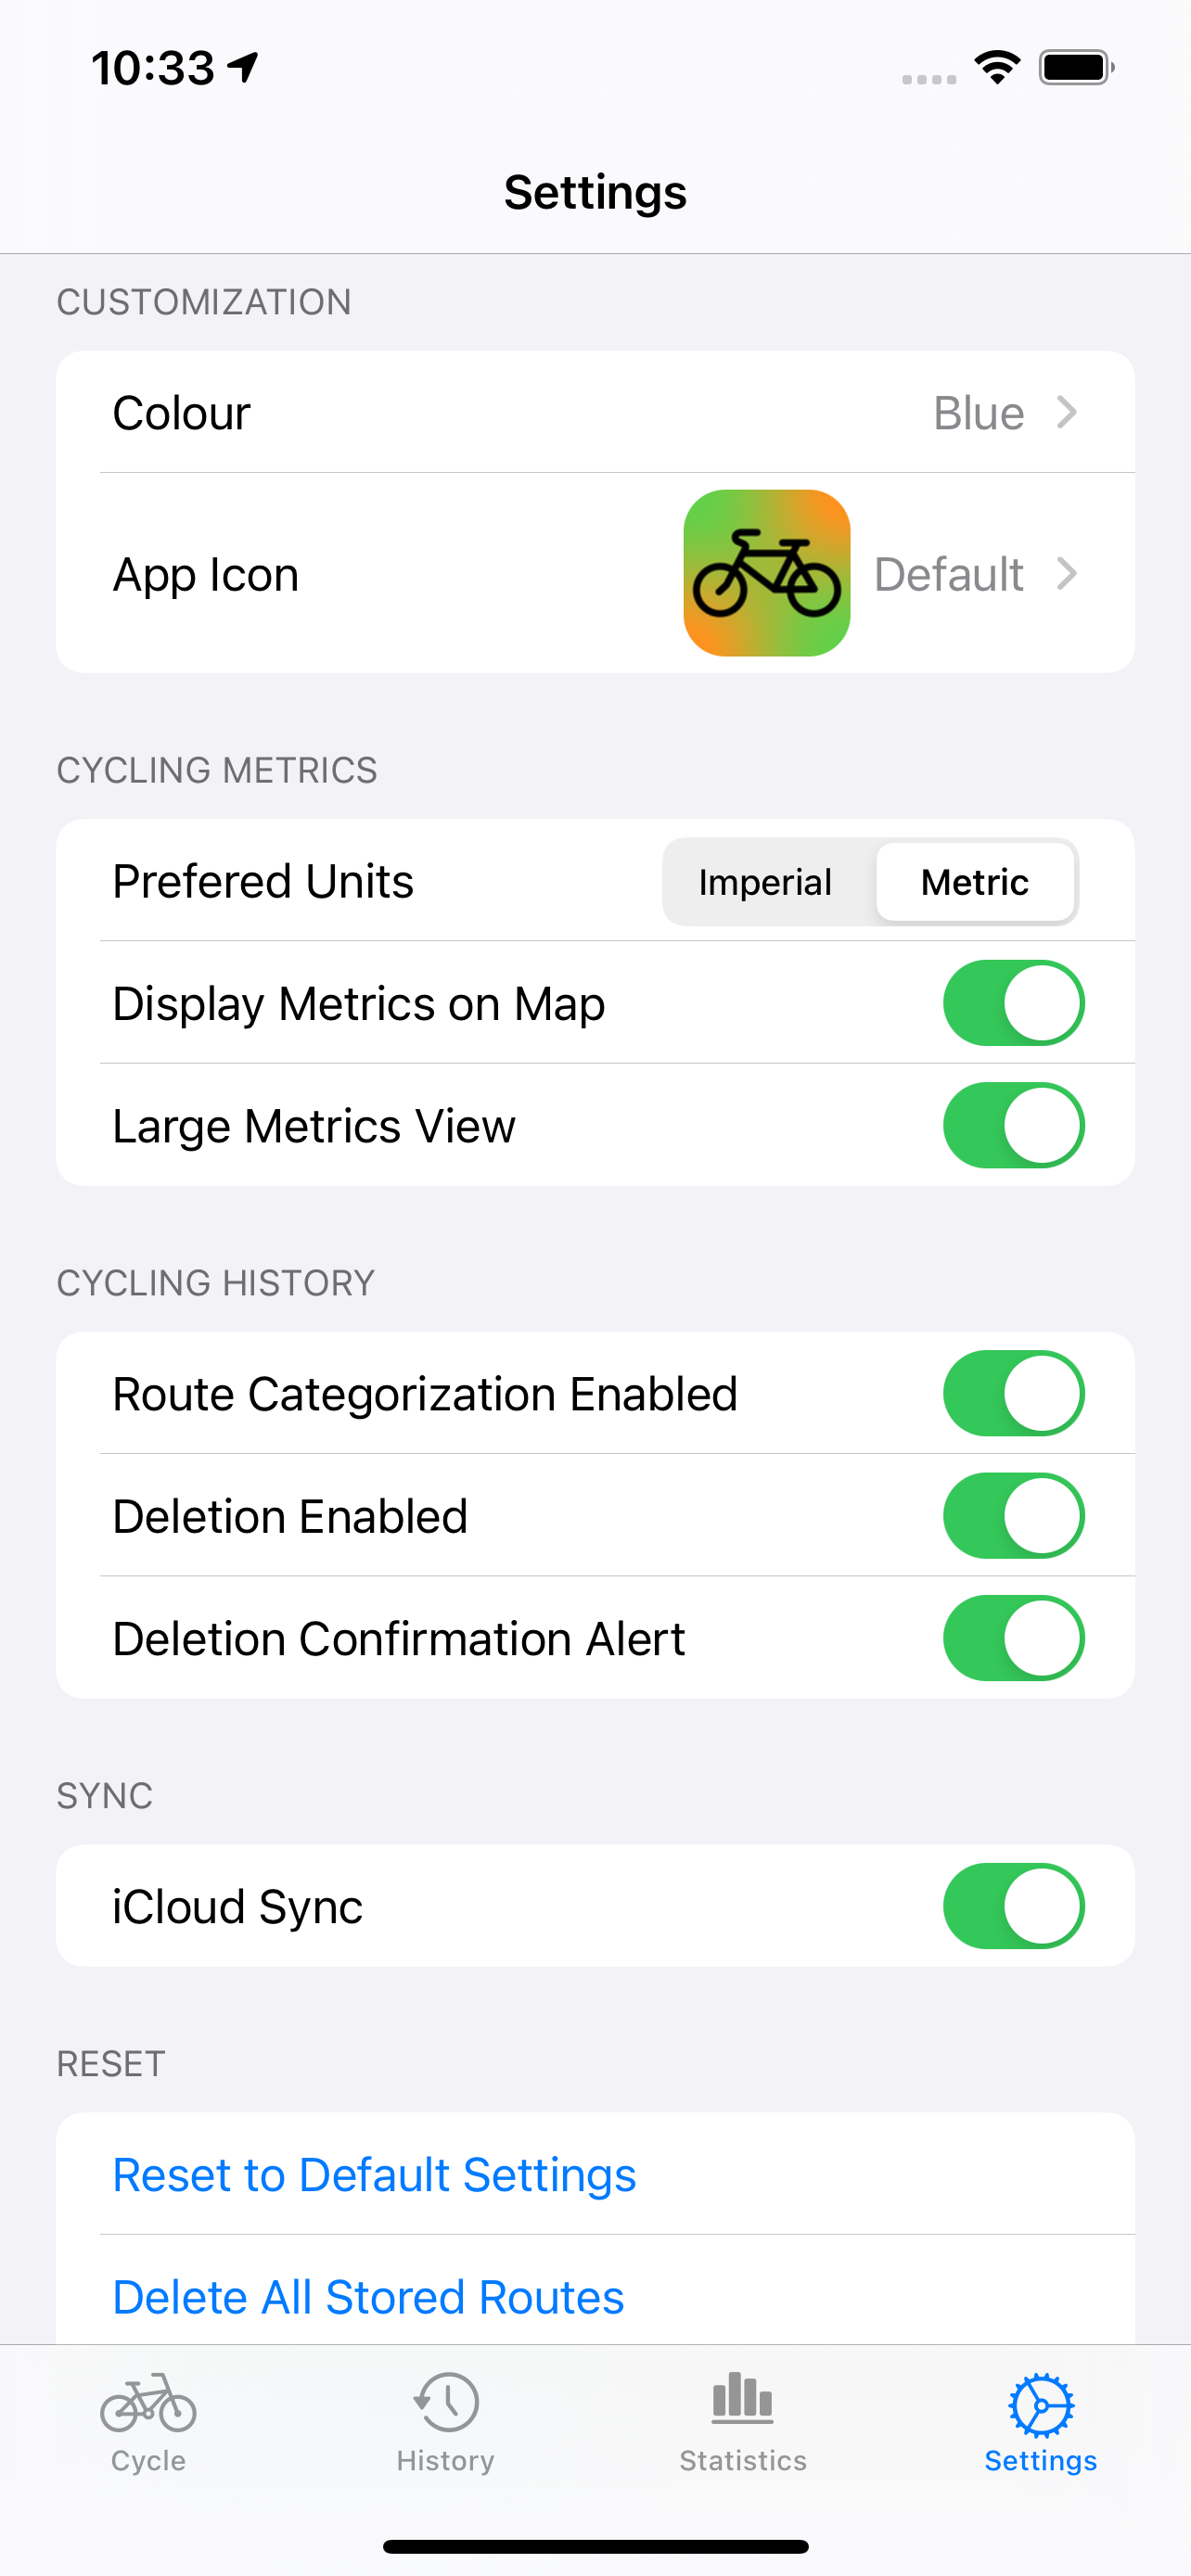 10:33
Settings
CUSTOMIZATION
Colour Blue
App Icon Default
CYCLING METRICS
Prefered Units Imperial Metric
Display Metrics on Map
Large Metrics View
CYCLING HISTORY
Route Categorization Enabled
Deletion Enabled
Deletion Confirmation Alert
SYNC
iCloud Sync
RESET
Reset to Default Settings
Delete All Stored Routes
Cycle History Statistics Settings